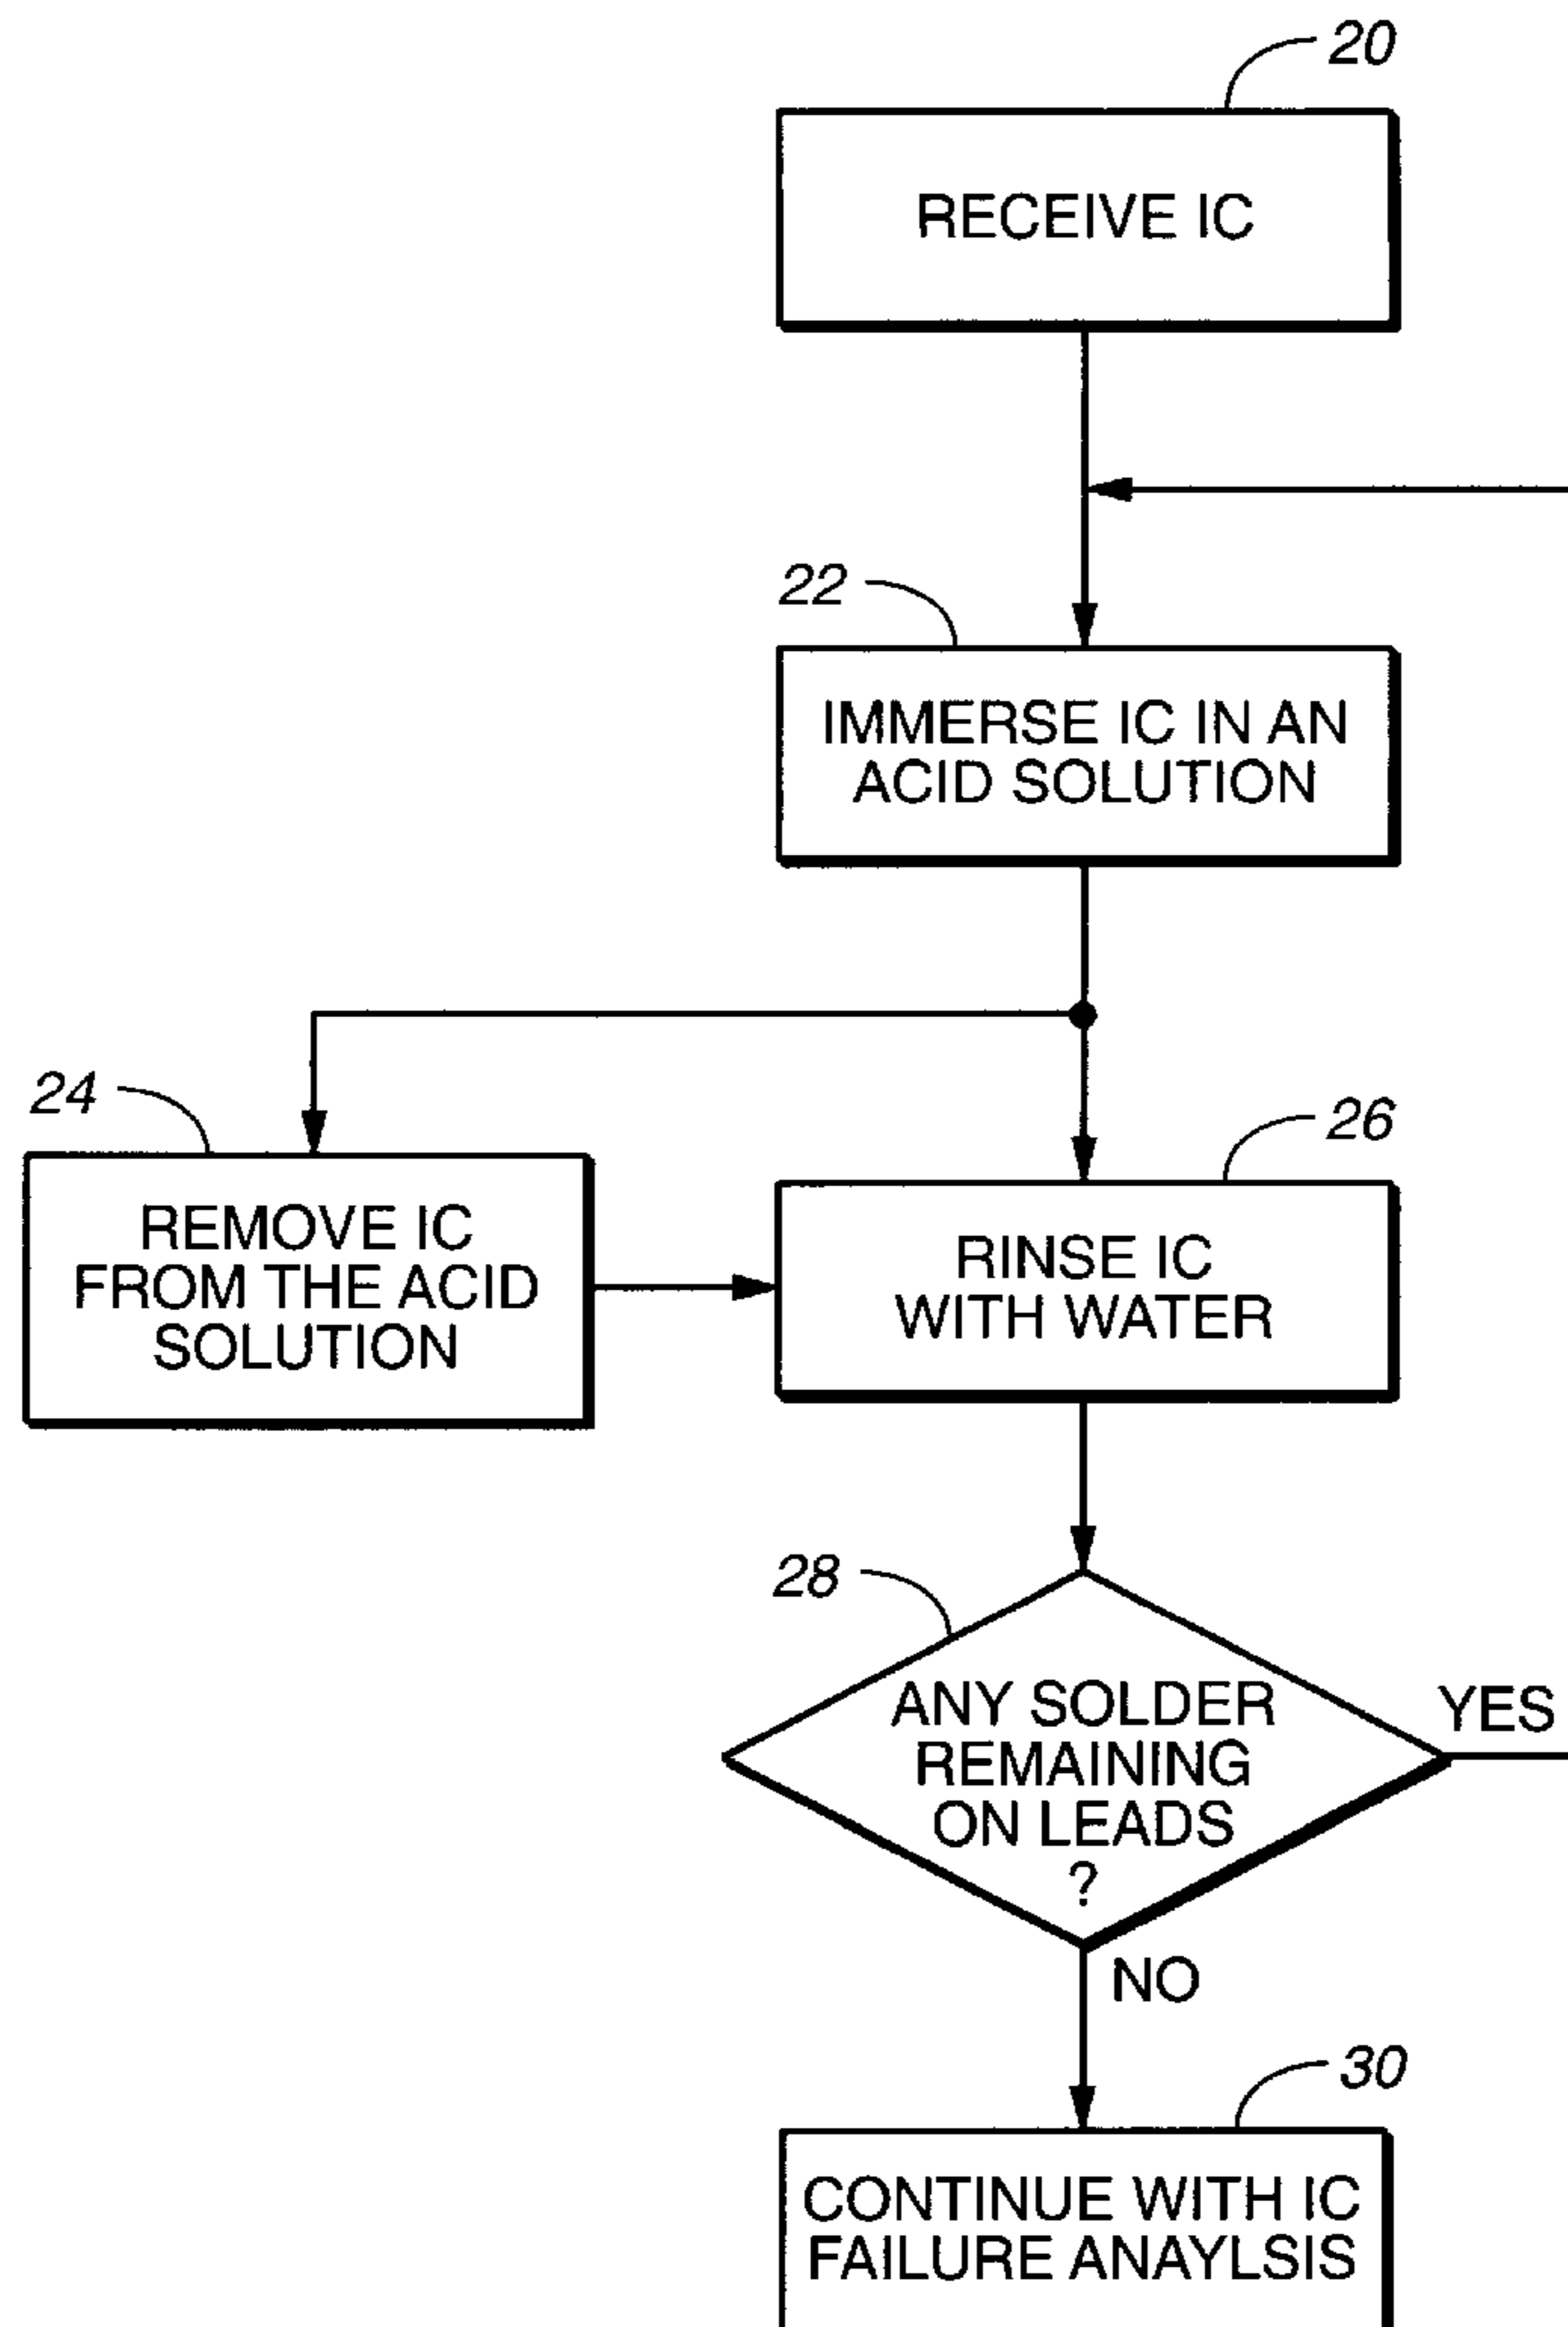 20
RECEIVE IC
22
IMMERSE IC IN AN
ACID SOLUTION
24
REMOVE IC
FROM THE ACID
SOLUTION
26
RINSE IC
WITH WATER
28
ANY SOLDER
REMAINING
ON LEADS
?
YES
NO
30
CONTINUE WITH IC
FAILURE ANAYLSIS